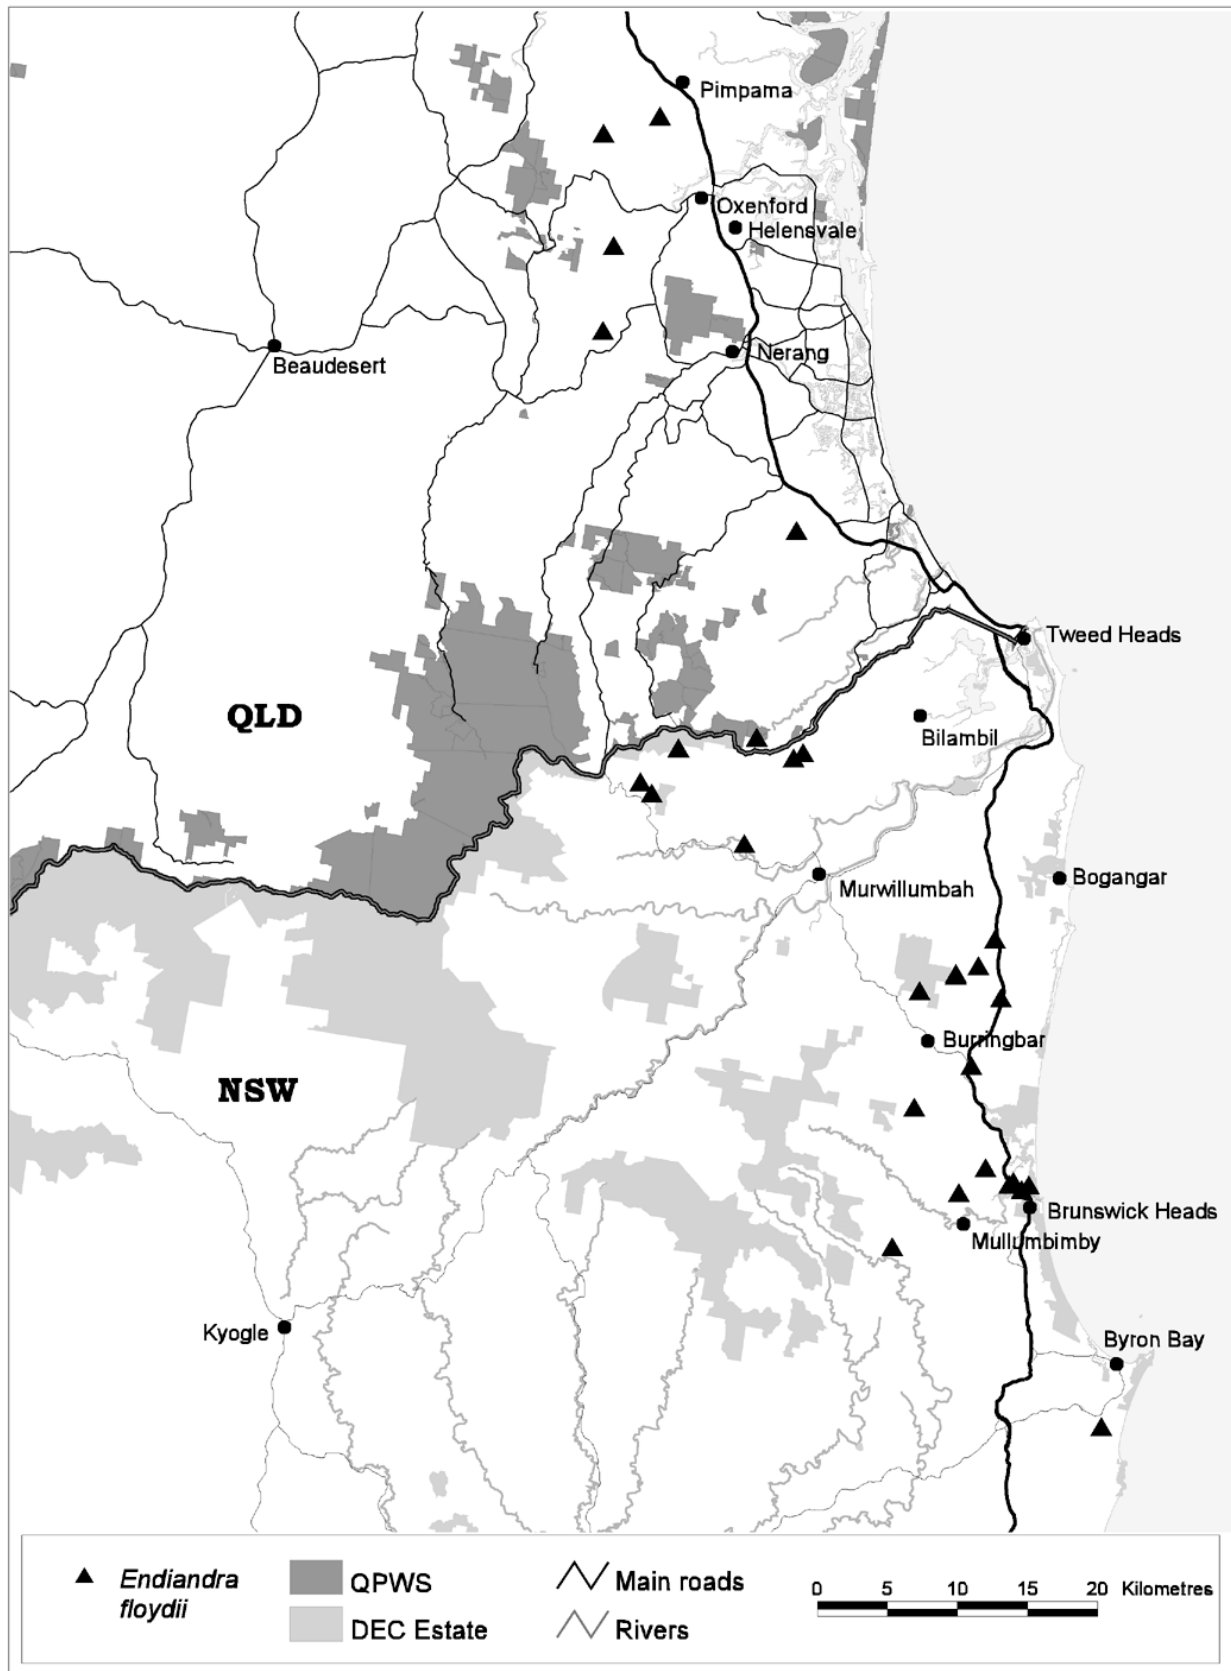 Pimpama
Oxenford
Helensvale
Beaudesert
Nerang
Tweed Heads
QLD
Bilambil
Bogangar
Murwillumbah
Burringbar
NSW
Brunswick Heads
Mullumbimby
Kyogle
Byron Bay
Endiandra
floydii
QPWS
DEC Estate
Main roads
Rivers
0 5 10 15 20 Kilometres